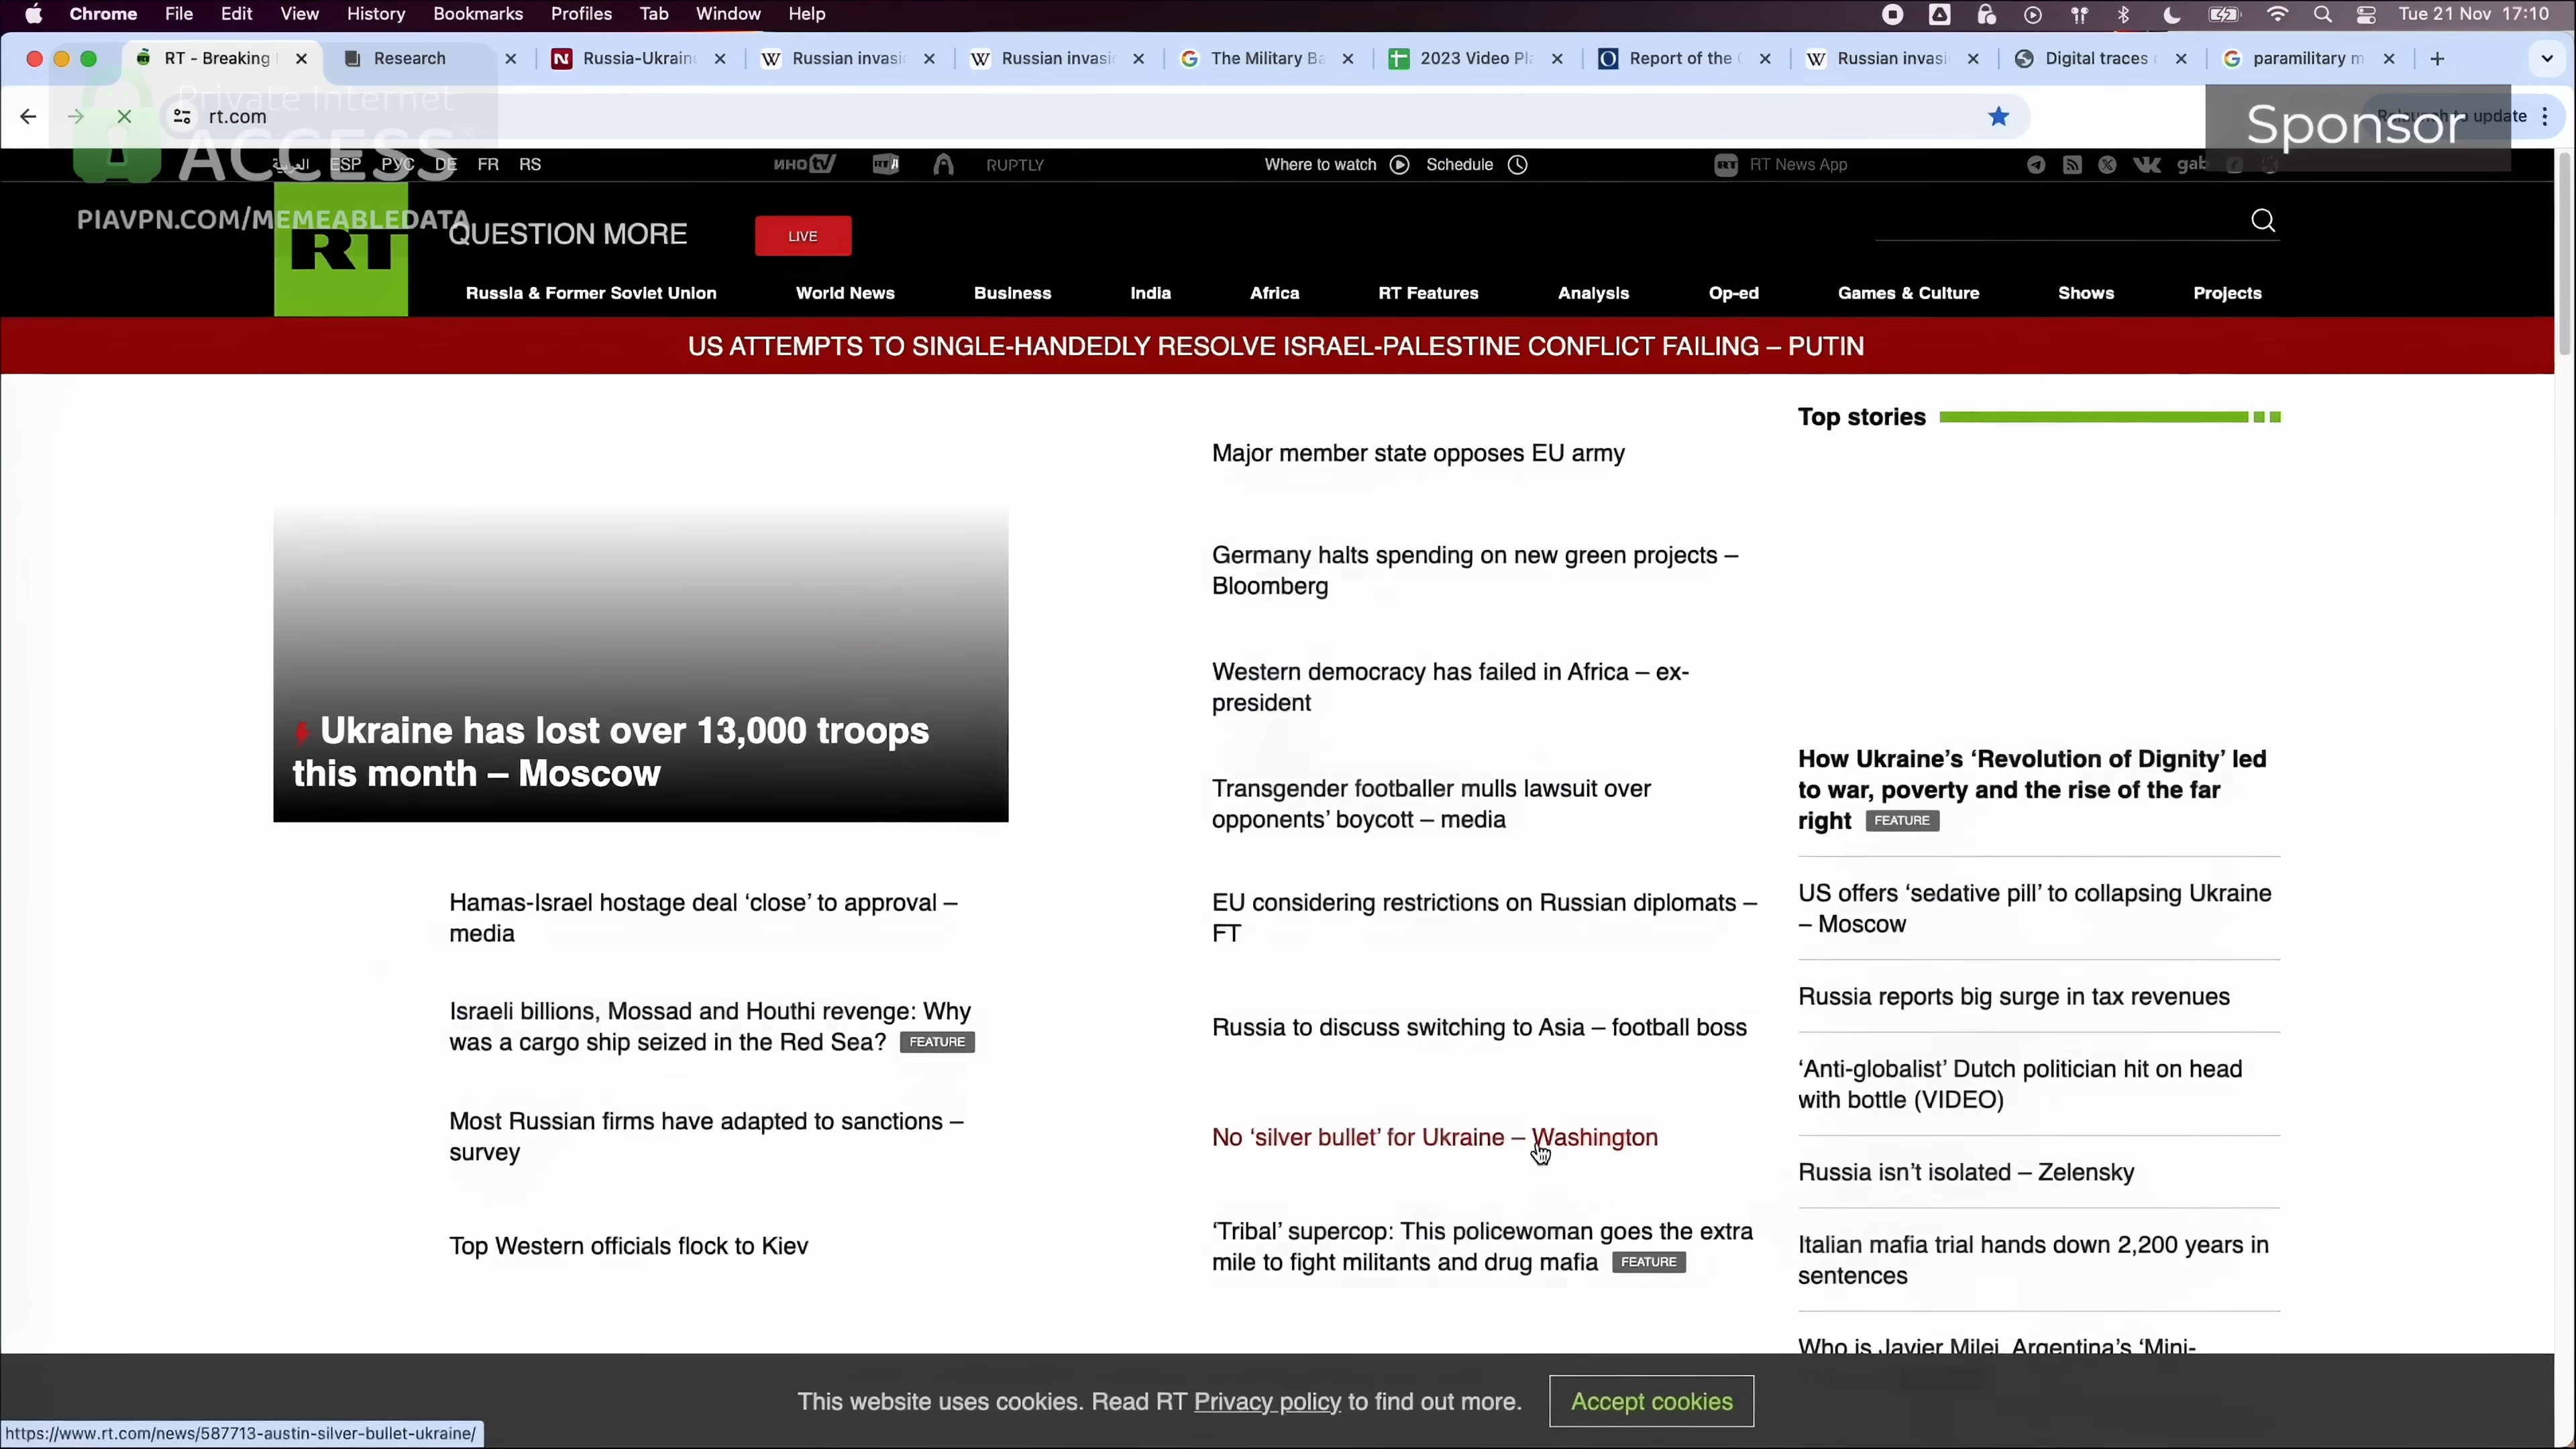 Chrome File Edit View History Bookmarks Profiles Tab Window Help Tue 21 Nov 17:10
RT - Breaking Research Russia-Ukrain Russian invasi Russian invasi The Military Ba 2023 Video Pla Report of the Russian invasi Digital traces paramilitary m
Private Internet
ACCESS
PIAVPN.COM/MEMEABLEDATA
rt.com
Relaunch to update
Sponsor
العربية ESP РУС DE FR RS ИНО TV RUPTLY Where to watch Schedule RT RT News App gab
RT
QUESTION MORE
LIVE
Russia & Former Soviet Union World News Business India Africa RT Features Analysis Op-ed Games & Culture Shows Projects
US ATTEMPTS TO SINGLE-HANDEDLY RESOLVE ISRAEL-PALESTINE CONFLICT FAILING – PUTIN
Ukraine has lost over 13,000 troops
this month – Moscow
Hamas-Israel hostage deal ‘close’ to approval –
media
Israeli billions, Mossad and Houthi revenge: Why
was a cargo ship seized in the Red Sea? FEATURE
Most Russian firms have adapted to sanctions –
survey
Top Western officials flock to Kiev
Major member state opposes EU army
Germany halts spending on new green projects –
Bloomberg
Western democracy has failed in Africa – ex-
president
Transgender footballer mulls lawsuit over
opponents’ boycott – media
EU considering restrictions on Russian diplomats –
FT
Russia to discuss switching to Asia – football boss
No ‘silver bullet’ for Ukraine – Washington
‘Tribal’ supercop: This policewoman goes the extra
mile to fight militants and drug mafia FEATURE
Top stories
How Ukraine’s ‘Revolution of Dignity’ led
to war, poverty and the rise of the far
right FEATURE
US offers ‘sedative pill’ to collapsing Ukraine
– Moscow
Russia reports big surge in tax revenues
‘Anti-globalist’ Dutch politician hit on head
with bottle (VIDEO)
Russia isn’t isolated – Zelensky
Italian mafia trial hands down 2,200 years in
sentences
Who is Javier Milei, Argentina’s ‘Mini-
This website uses cookies. Read RT Privacy policy to find out more. Accept cookies
https://www.rt.com/news/587713-austin-silver-bullet-ukraine/